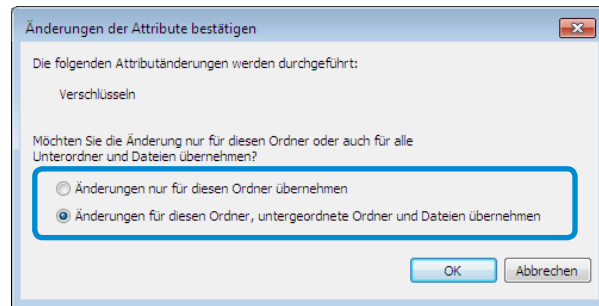 Änderungen der Attribute bestätigen
Die folgenden Attributänderungen werden durchgeführt:
Verschlüsseln
Möchten Sie die Änderung nur für diesen Ordner oder auch für alle
Unterordner und Dateien übernehmen?
Änderungen nur für diesen Ordner übernehmen
Änderungen für diesen Ordner, untergeordnete Ordner und Dateien übernehmen
OK Abbrechen